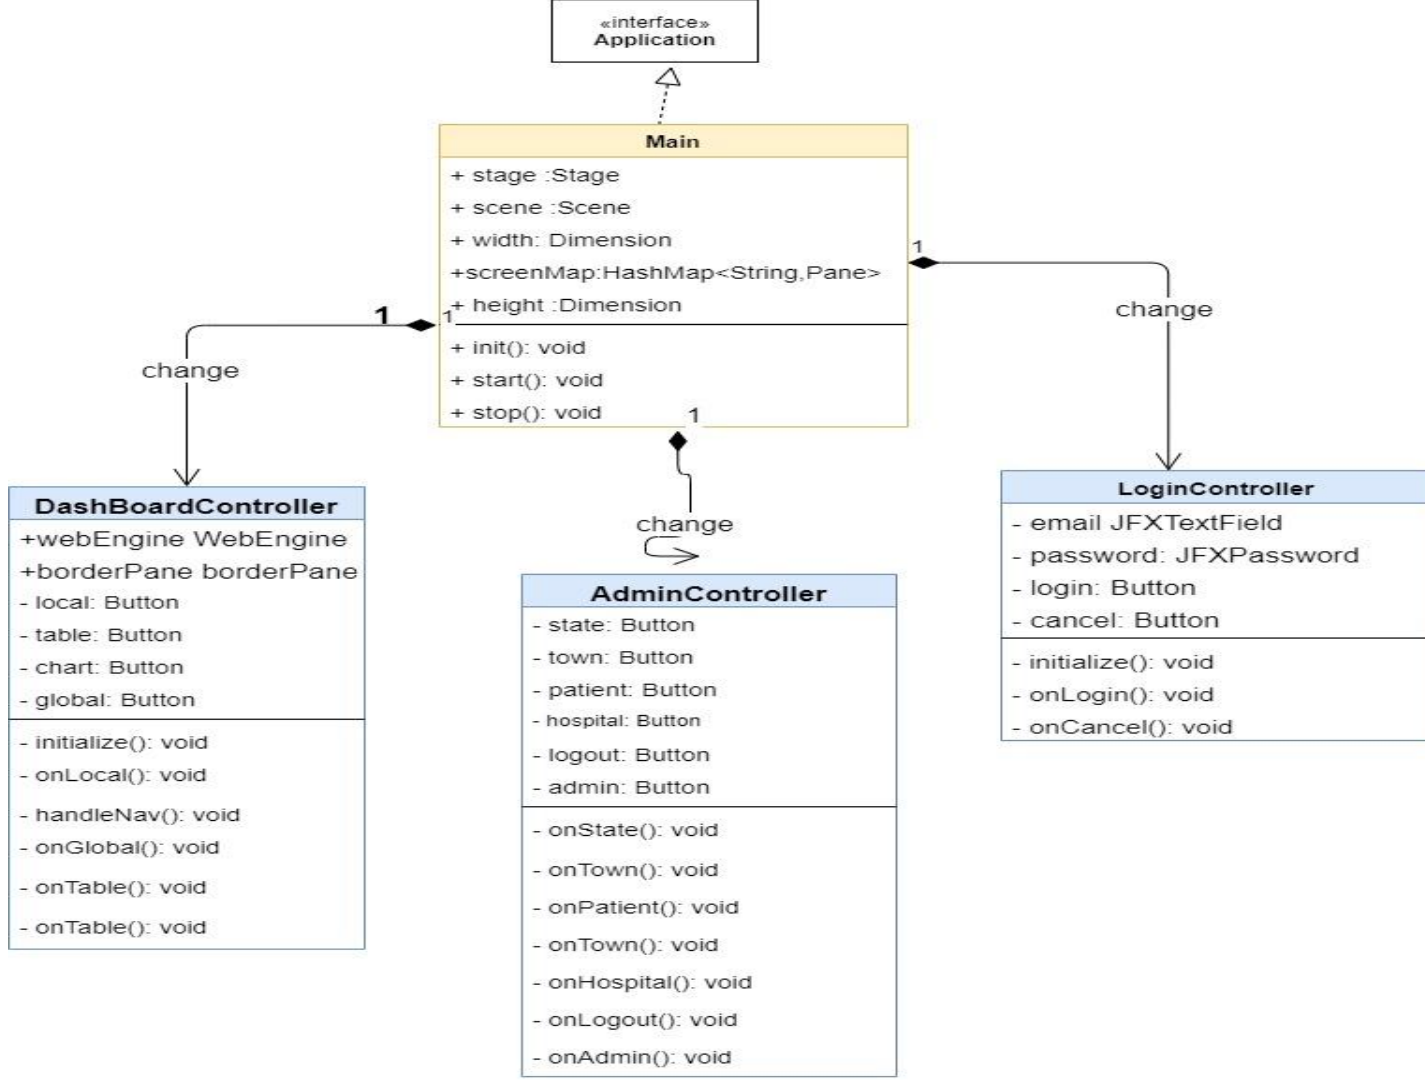 «interface»
Application
Main
+ stage :Stage
+ scene :Scene
+ width: Dimension
+screenMap:HashMap<String,Pane>
+ height :Dimension
+ init(): void
+ start(): void
+ stop(): void
1
change
1
1
change
1
change
DashBoardController
+webEngine WebEngine
+borderPane borderPane
- local: Button
- table: Button
- chart: Button
- global: Button
- initialize(): void
- onLocal(): void
- handleNav(): void
- onGlobal(): void
- onTable(): void
- onTable(): void
AdminController
- state: Button
- town: Button
- patient: Button
- hospital: Button
- logout: Button
- admin: Button
- onState(): void
- onTown(): void
- onPatient(): void
- onTown(): void
- onHospital(): void
- onLogout(): void
- onAdmin(): void
LoginController
- email JFXTextField
- password: JFXPassword
- login: Button
- cancel: Button
- initialize(): void
- onLogin(): void
- onCancel(): void